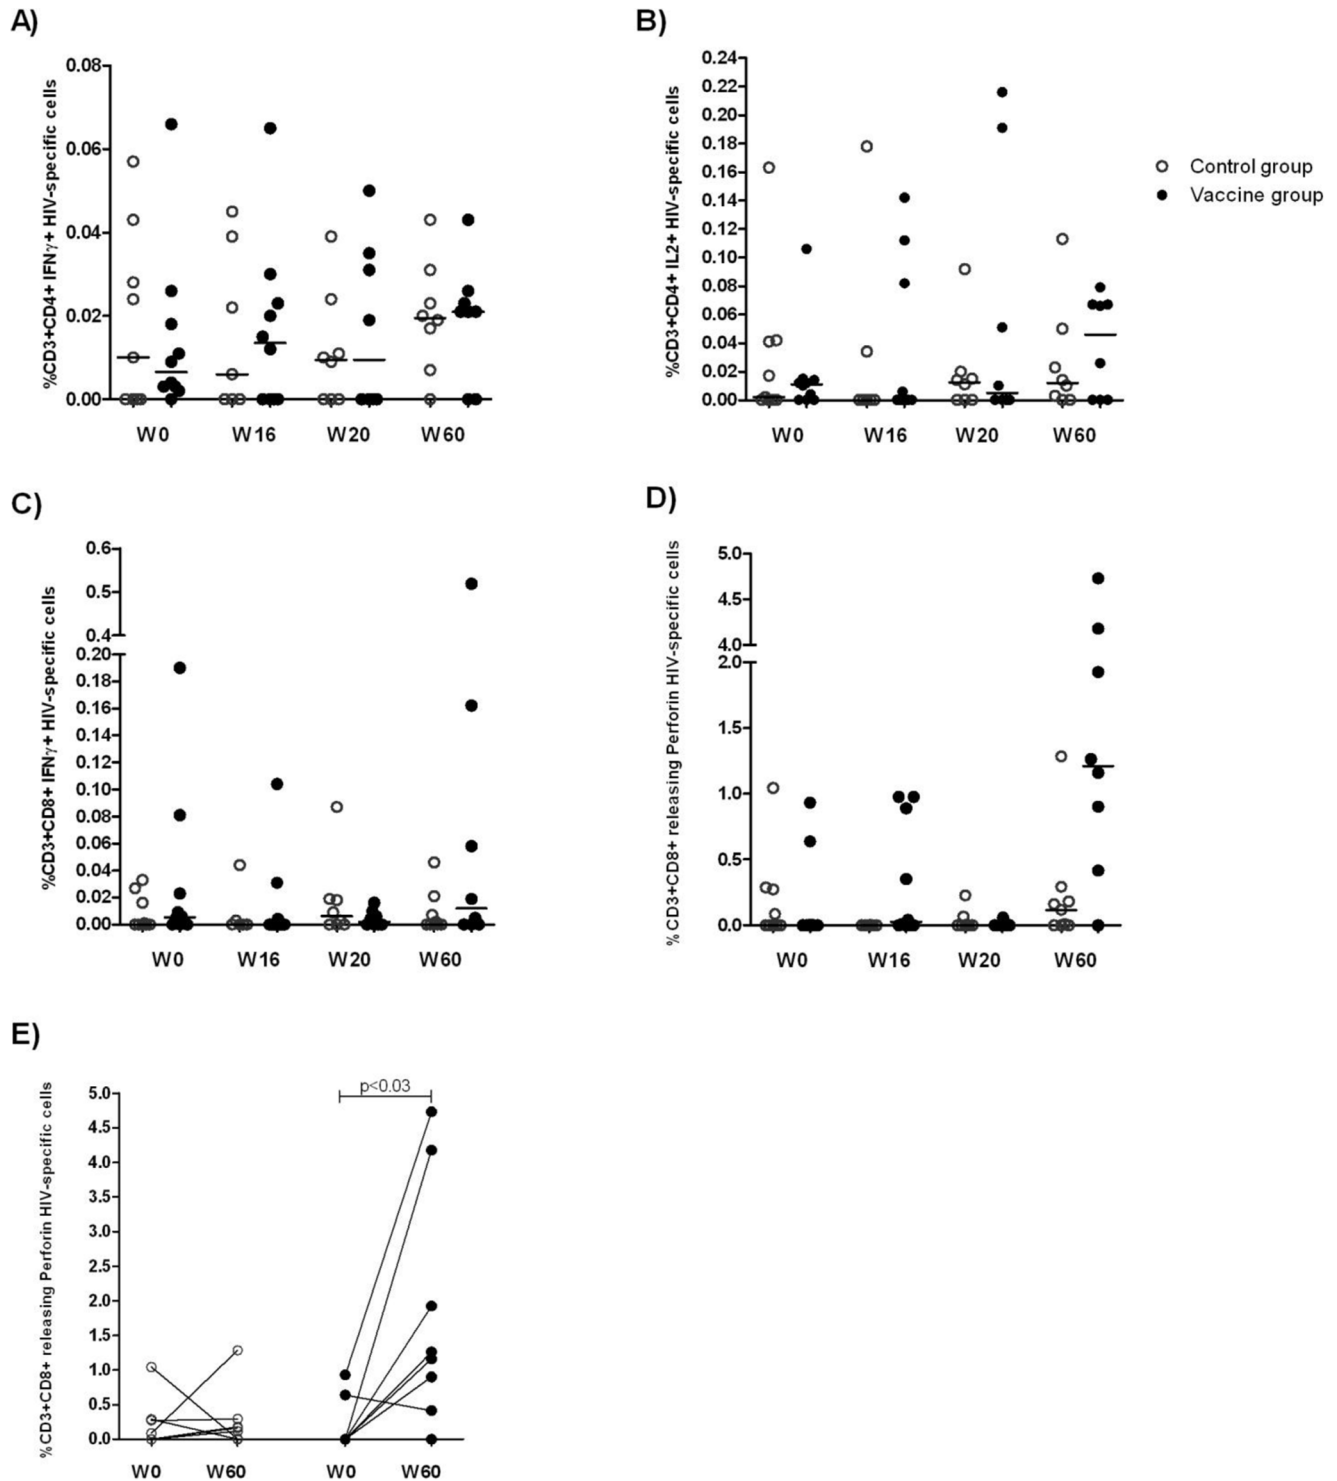 A)
%CD3+CD4+ IFNγ+ HIV-specific cells
0.08
0.06
0.04
0.02
0.00
W0 W16 W20 W60
B)
%CD3+CD4+ IL2+ HIV-specific cells
0.24
0.22
0.20
0.18
0.16
0.14
0.12
0.10
0.08
0.06
0.04
0.02
0.00
W0 W16 W20 W60
Control group
Vaccine group
C)
%CD3+CD8+ IFNγ+ HIV-specific cells
0.6
0.5
0.4
0.20
0.18
0.16
0.14
0.12
0.10
0.08
0.06
0.04
0.02
0.00
W0 W16 W20 W60
D)
% CD3+CD8+ releasing Perforin HIV-specific cells
5.0
4.5
4.0
2.0
1.5
1.0
0.5
0.0
W0 W16 W20 W60
E)
% CD3+CD8+ releasing Perforin HIV-specific cells
5.0
4.5
4.0
3.5
3.0
2.5
2.0
1.5
1.0
0.5
0.0
p<0.03
W0 W60 W0 W60